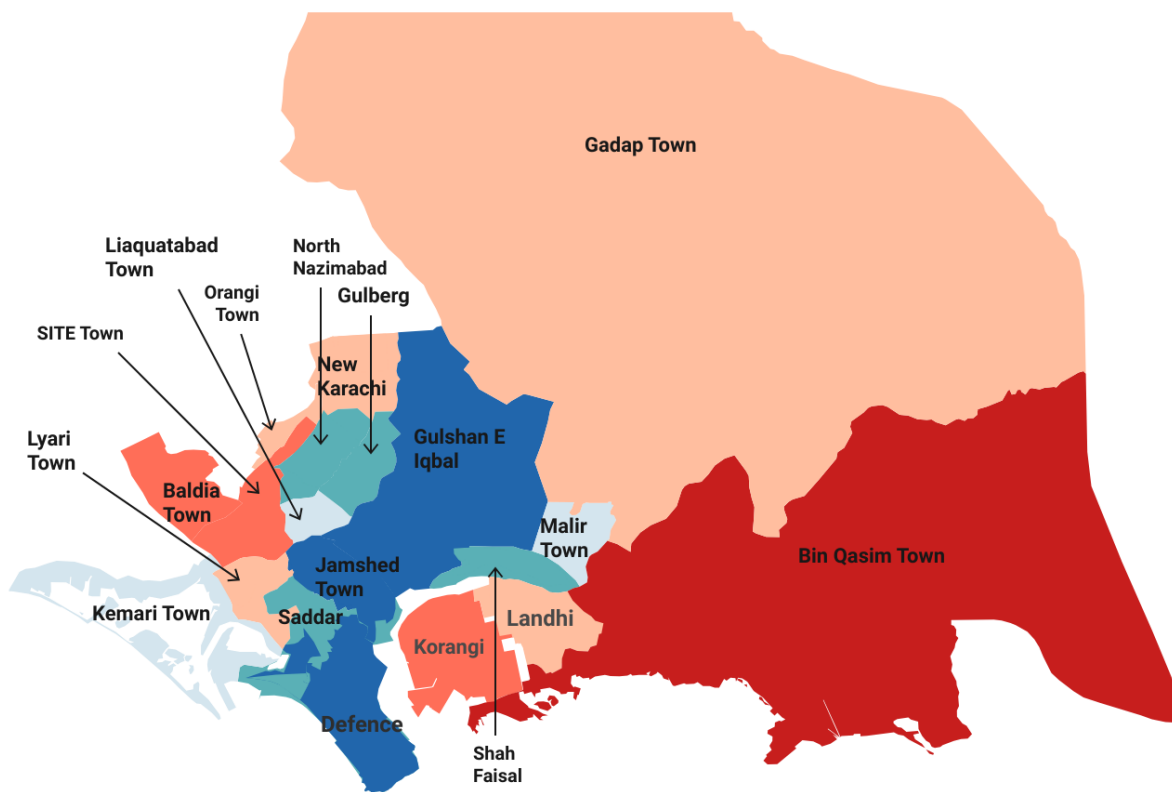 Gadap Town
Liaquatabad
Town
North
Nazimabad
Orangi
Town
Gulberg
SITE Town
New
Karachi
Lyari
Town
Gulshan E
Iqbal
Baldia
Town
Malir
Town
Bin Qasim Town
Jamshed
Town
Kemari Town
Saddar
Landhi
Korangi
Defence
Shah
Faisal